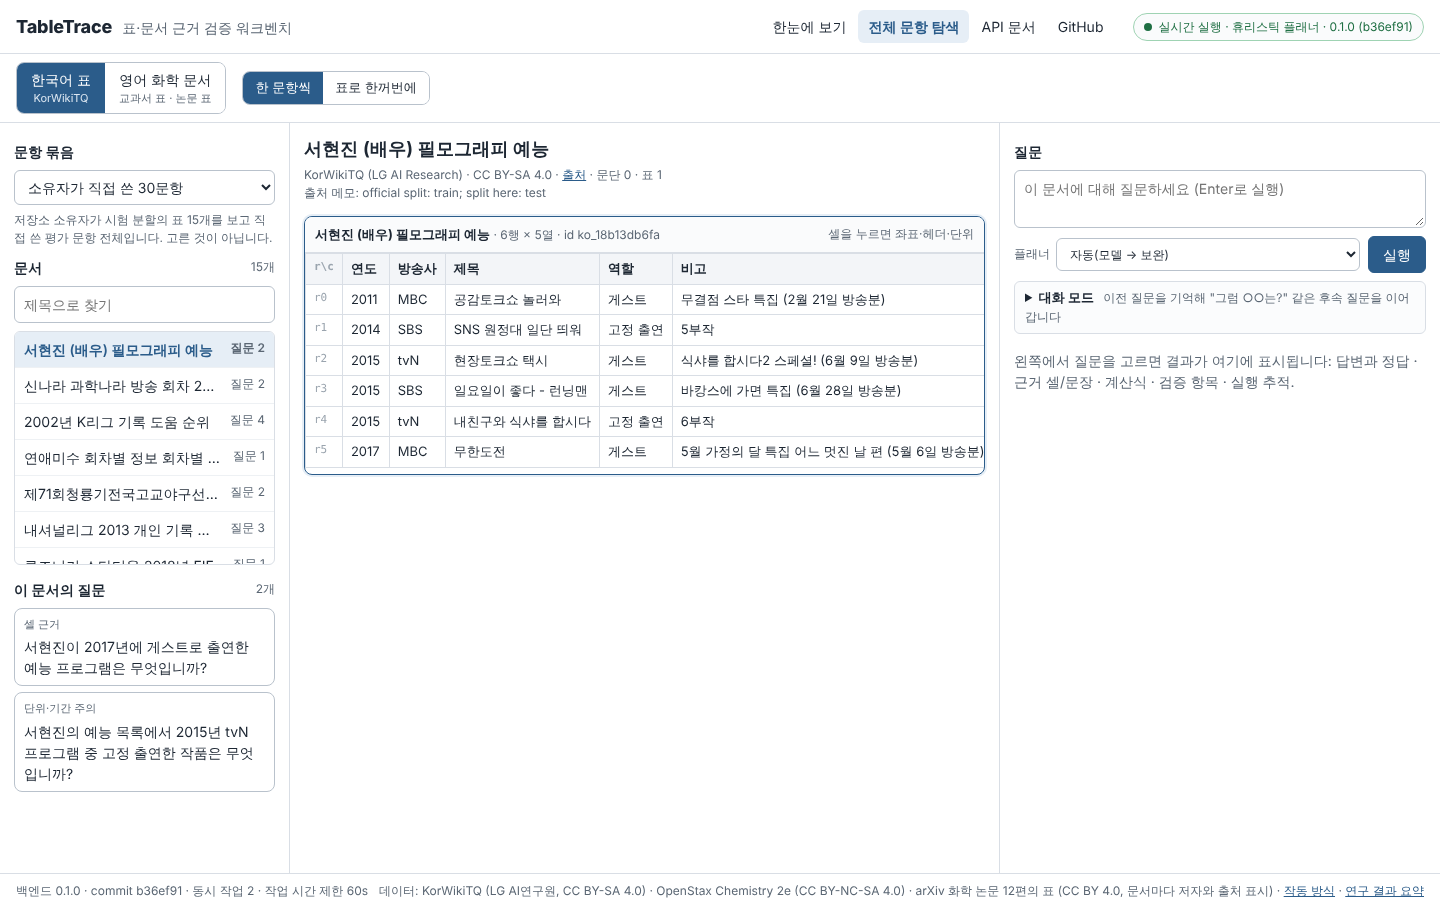 TableTrace 표·문서 근거 검증 워크벤치
한눈에 보기 전체 문항 탐색 API 문서 GitHub 실시간 실행 · 휴리스틱 플래너 · 0.1.0 (b36ef91)
한국어 표 영어 화학 문서 한 문항씩 표로 한꺼번에
KorWikiTQ 교과서 표 · 논문 표
문항 묶음
소유자가 직접 쓴 30문항
저장소 소유자가 시험 분할의 표 15개를 보고 직
접 쓴 평가 문항 전체입니다. 고른 것이 아닙니다.
문서 15개
제목으로 찾기
서현진 (배우) 필모그래피 예능 질문 2
신나라 과학나라 방송 회차 2... 질문 2
2002년 K리그 기록 도움 순위 질문 4
연애미수 회차별 정보 회차별 ... 질문 1
제71회청룡기전국고교야구선... 질문 2
내셔널리그 2013 개인 기록 ... 질문 3
이 문서의 질문 2개
셀 근거
서현진이 2017년에 게스트로 출연한
예능 프로그램은 무엇입니까?
단위·기간 주의
서현진의 예능 목록에서 2015년 tvN
프로그램 중 고정 출연한 작품은 무엇
입니까?
서현진 (배우) 필모그래피 예능
KorWikiTQ (LG AI Research) · CC BY-SA 4.0 · 출처 · 문단 0 · 표 1
출처 메모: official split: train; split here: test
서현진 (배우) 필모그래피 예능 · 6행 × 5열 · id ko_18b13db6fa 셀을 누르면 좌표·헤더·단위
r\c 연도 방송사 제목 역할 비고
r0 2011 MBC 공감토크쇼 놀러와 게스트 무결점 스타 특집 (2월 21일 방송분)
r1 2014 SBS SNS 원정대 일단 띄워 고정 출연 5부작
r2 2015 tvN 현장토크쇼 택시 게스트 식샤를 합시다2 스페셜! (6월 9일 방송분)
r3 2015 SBS 일요일이 좋다 - 런닝맨 게스트 바캉스에 가면 특집 (6월 28일 방송분)
r4 2015 tvN 내친구와 식샤를 합시다 고정 출연 6부작
r5 2017 MBC 무한도전 게스트 5월 가정의 달 특집 어느 멋진 날 편 (5월 6일 방송분)
질문
이 문서에 대해 질문하세요 (Enter로 실행)
플래너 자동(모델 → 보완) 실행
▶ 대화 모드 이전 질문을 기억해 "그럼 ○○는?" 같은 후속 질문을 이어
갑니다
왼쪽에서 질문을 고르면 결과가 여기에 표시됩니다: 답변과 정답 ·
근거 셀/문장 · 계산식 · 검증 항목 · 실행 추적.
백엔드 0.1.0 · commit b36ef91 · 동시 작업 2 · 작업 시간 제한 60s 데이터: KorWikiTQ (LG AI연구원, CC BY-SA 4.0) · OpenStax Chemistry 2e (CC BY-NC-SA 4.0) · arXiv 화학 논문 12편의 표 (CC BY 4.0, 문서마다 저자와 출처 표시) · 작동 방식 · 연구 결과 요약